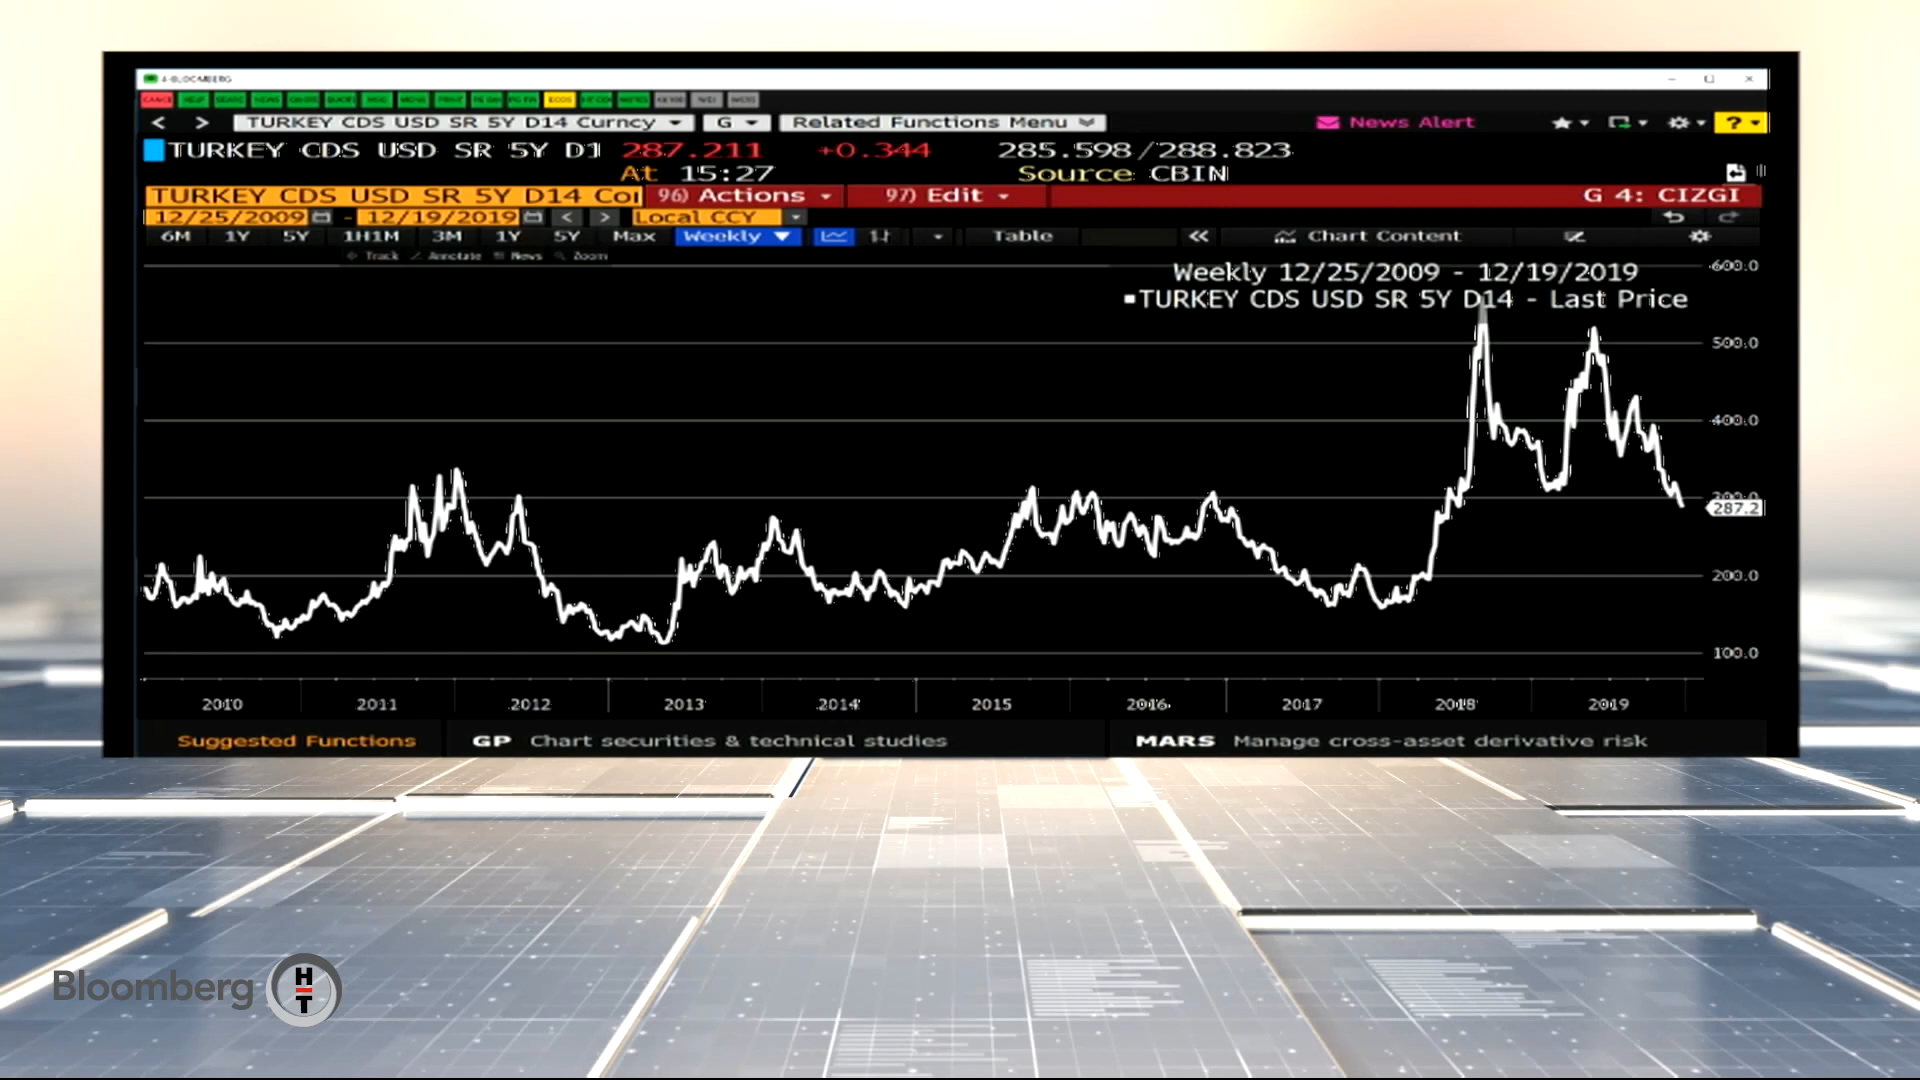 TURKEY CDS USD SR 5Y D14 Curncy G Related Functions Menu News Alert ?
TURKEY CDS USD SR 5Y D1 287.211 +0.344 285.598/288.823
At 15:27 Source CBIN
TURKEY CDS USD SR 5Y D14 Co 96) Actions 97) Edit G 4: CIZGI
12/25/2009 - 12/19/2019 < > Local CCY
6M 1Y 5Y 1H1M 3M 1Y 5Y Max Weekly Table « Chart Content
Track Annotate News Zoom
Weekly 12/25/2009 - 12/19/2019
TURKEY CDS USD SR 5Y D14 - Last Price
600.0
500.0
400.0
300.0
287.2
200.0
100.0
2010 2011 2012 2013 2014 2015 2016 2017 2018 2019
Suggested Functions GP Chart securities & technical studies MARS Manage cross-asset derivative risk
Bloomberg HT